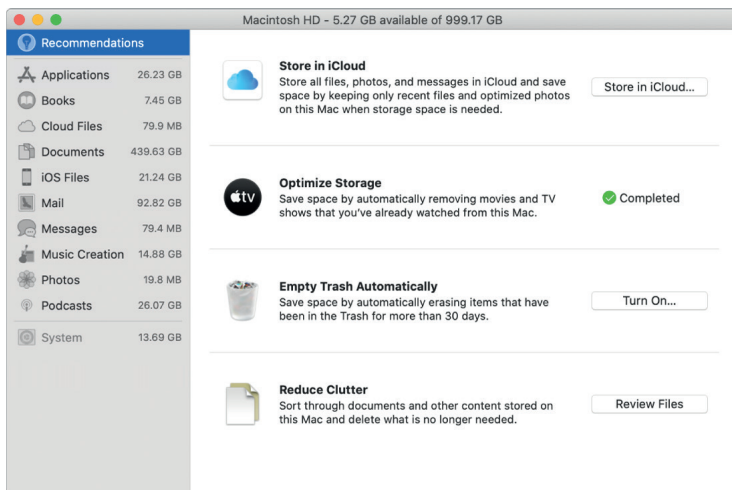 Macintosh HD - 5.27 GB available of 999.17 GB
Recommendations
Applications 26.23 GB
Books 7.45 GB
Cloud Files 79.9 MB
Documents 439.63 GB
iOS Files 21.24 GB
Mail 92.82 GB
Messages 79.4 MB
Music Creation 14.88 GB
Photos 19.8 MB
Podcasts 26.07 GB
System 13.69 GB
Store in iCloud
Store all files, photos, and messages in iCloud and save
space by keeping only recent files and optimized photos
on this Mac when storage space is needed.
Store in iCloud...
tv
Optimize Storage
Save space by automatically removing movies and TV
shows that you've already watched from this Mac.
Completed
Empty Trash Automatically
Save space by automatically erasing items that have
been in the Trash for more than 30 days.
Turn On...
Reduce Clutter
Sort through documents and other content stored on
this Mac and delete what is no longer needed.
Review Files